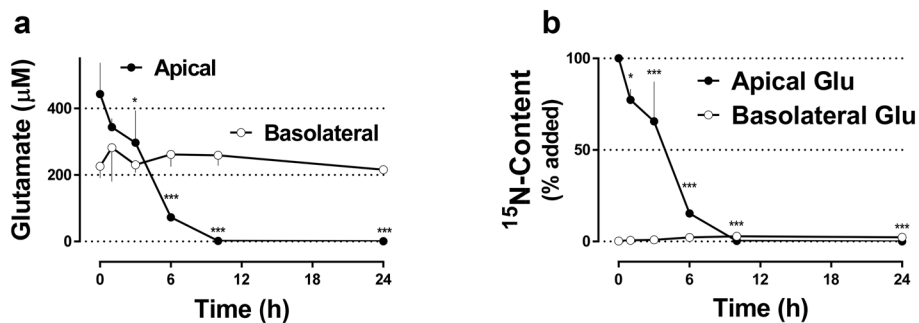 a
Glutamate (μM)
400
200
0
Apical
Basolateral
*
***
***
***
0 6 12 18 24
Time (h)
b
¹⁵N-Content
(% added)
100
50
0
Apical Glu
Basolateral Glu
*
***
***
***
***
0 6 12 18 24
Time (h)